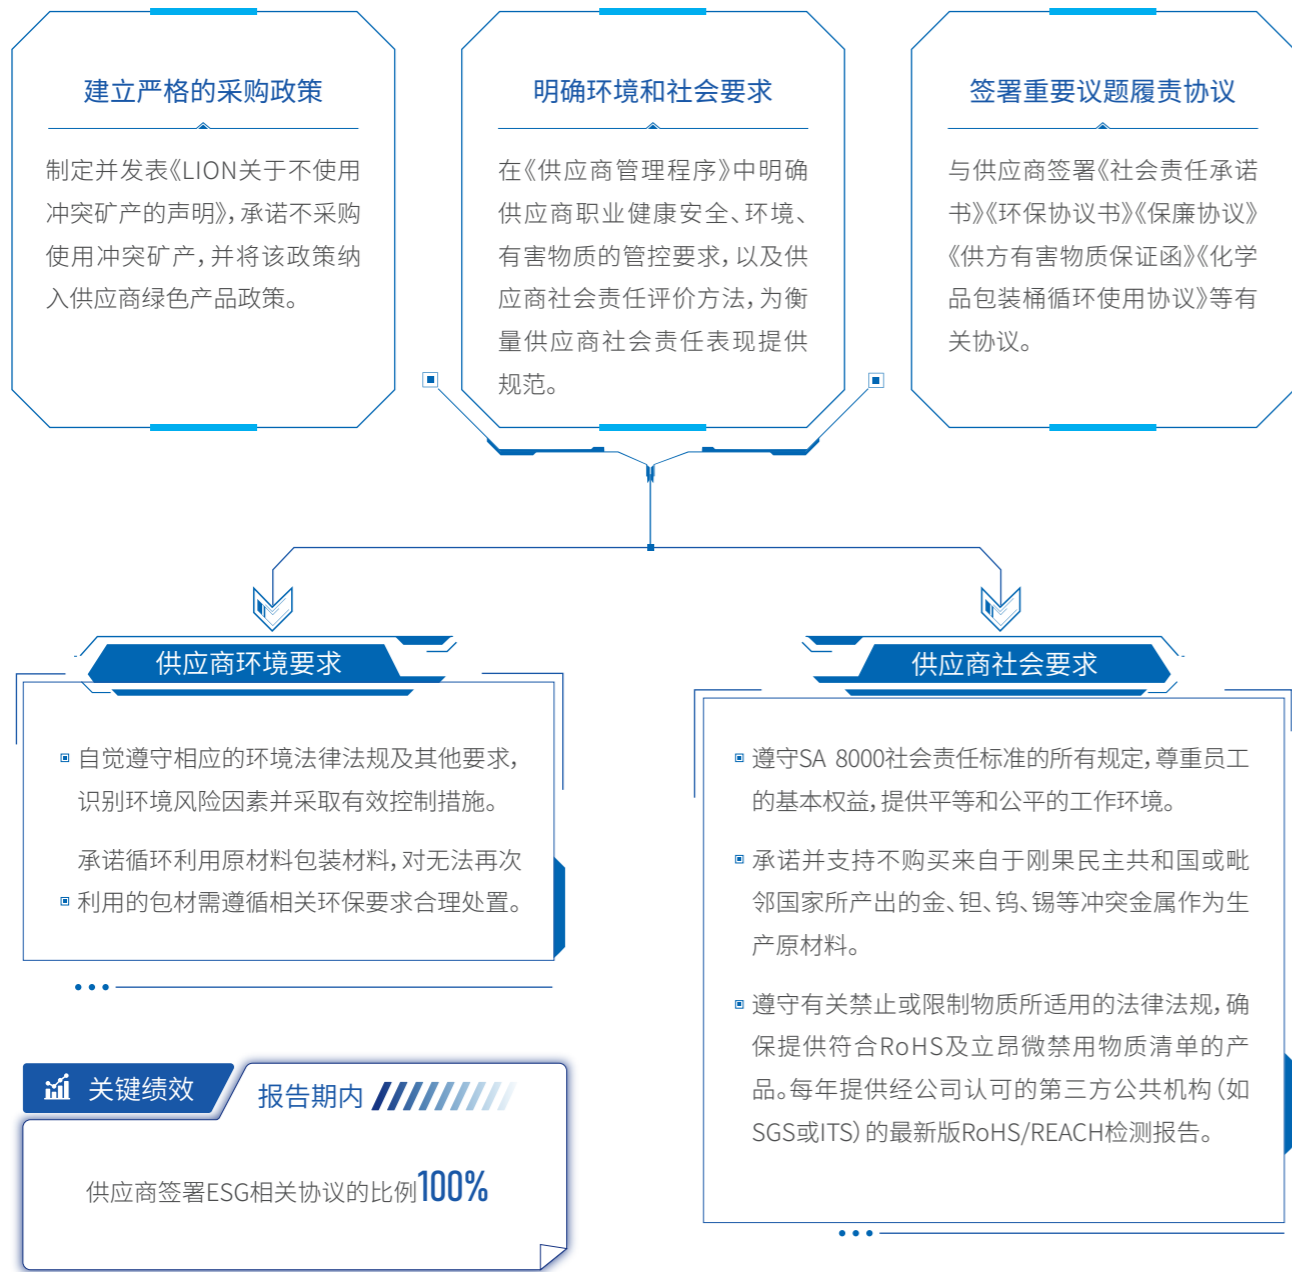 建立严格的采购政策
制定并发表《LION关于不使用
冲突矿产的声明》，承诺不采购
使用冲突矿产，并将该政策纳
入供应商绿色产品政策。
明确环境和社会要求
在《供应商管理程序》中明确
供应商职业健康安全、环境、
有害物质的管控要求，以及供
应商社会责任评价方法，为衡
量供应商社会责任表现提供
规范。
签署重要议题履责协议
与供应商签署《社会责任承诺
书》《环保协议书》《保廉协议》
《供方有害物质保证函》《化学
品包装桶循环使用协议》等有
关协议。
供应商环境要求
自觉遵守相应的环境法律法规及其他要求，
识别环境风险因素并采取有效控制措施。
承诺循环利用原材料包装材料，对无法再次
利用的包材需遵循相关环保要求合理处置。
供应商社会要求
遵守SA 8000社会责任标准的所有规定，尊重员工
的基本权益，提供平等和公平的工作环境。
承诺并支持不购买来自于刚果民主共和国或毗
邻国家所产出的金、钽、钨、锡等冲突金属作为生
产原材料。
遵守有关禁止或限制物质所适用的法律法规，确
保提供符合RoHS及立昂微禁用物质清单的产
品。每年提供经公司认可的第三方公共机构（如
SGS或ITS）的最新版RoHS/REACH检测报告。
关键绩效
报告期内
供应商签署ESG相关协议的比例100%